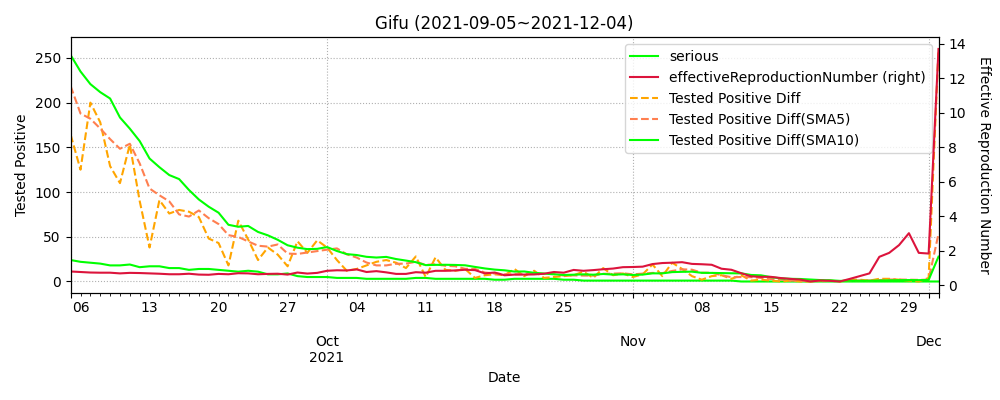 Gifu (2021-09-05~2021-12-04)
serious
effectiveReproductionNumber (right)
Tested Positive Diff
Tested Positive Diff(SMA5)
Tested Positive Diff(SMA10)
Tested Positive
250
200
150
100
50
0
14
12
10
8
6
4
2
0
Effective Reproduction Number
06 13 20 27 04 11 18 25 08 15 22 29
Oct Nov Dec
2021
Date